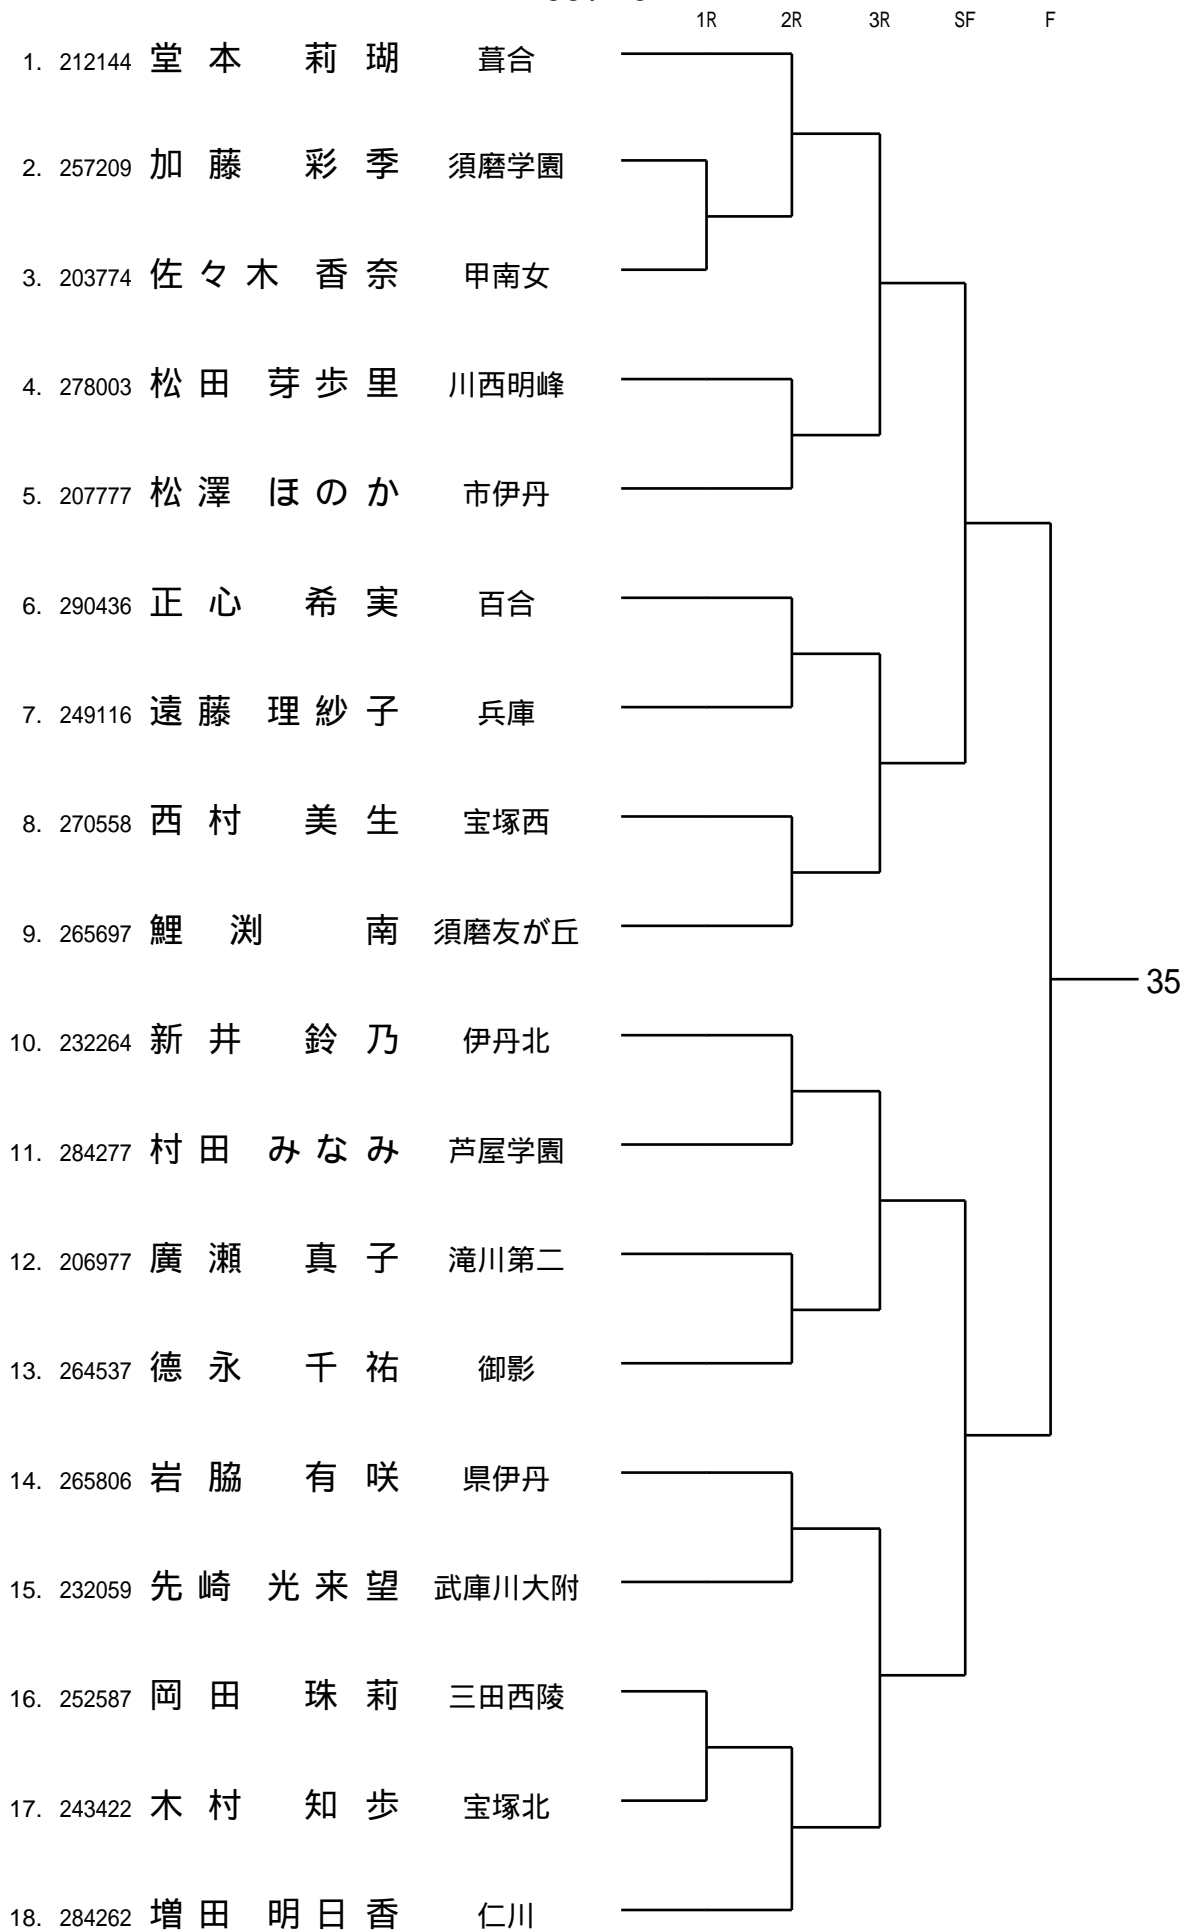 1R 2R 3R SF F
1. 212144 堂本 莉瑚 葺合
2. 257209 加藤 彩季 須磨学園
3. 203774 佐々木 香奈 甲南女
4. 278003 松田 芽歩里 川西明峰
5. 207777 松澤 ほのか 市伊丹
6. 290436 正心 希実 百合
7. 249116 遠藤 理紗子 兵庫
8. 270558 西村 美生 宝塚西
9. 265697 鯉渕 南 須磨友が丘
35
10. 232264 新井 鈴乃 伊丹北
11. 284277 村田 みなみ 芦屋学園
12. 206977 廣瀬 真子 滝川第二
13. 264537 德永 千祐 御影
14. 265806 岩脇 有咲 県伊丹
15. 232059 先崎 光来望 武庫川大附
16. 252587 岡田 珠莉 三田西陵
17. 243422 木村 知歩 宝塚北
18. 284262 増田 明日香 仁川